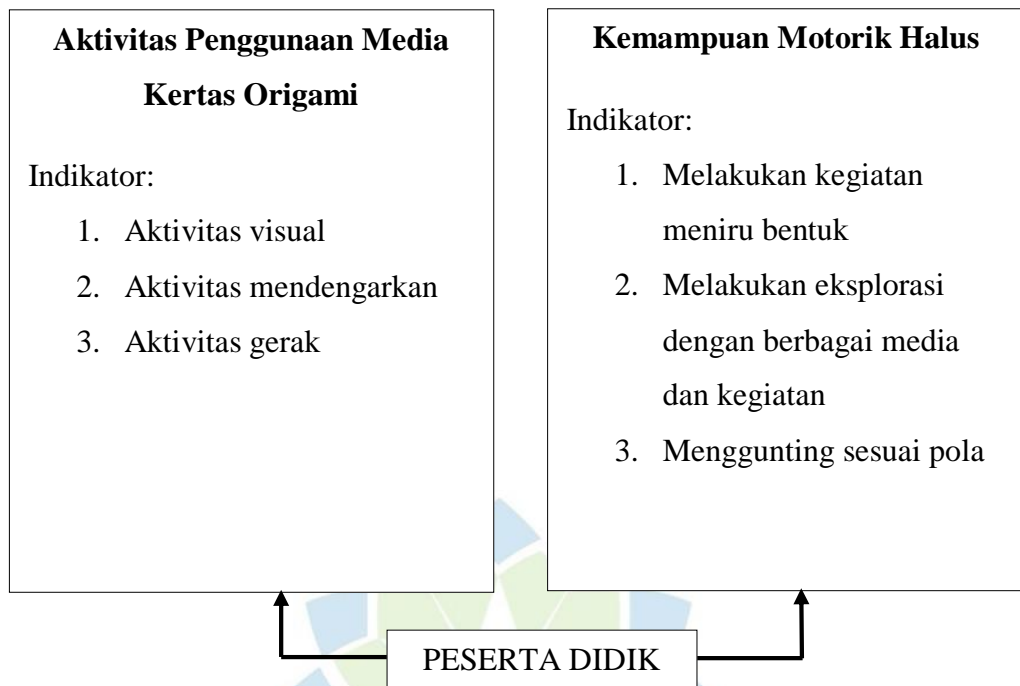 Aktivitas Penggunaan Media
Kertas Origami
Indikator:
1. Aktivitas visual
2. Aktivitas mendengarkan
3. Aktivitas gerak
Kemampuan Motorik Halus
Indikator:
1. Melakukan kegiatan
meniru bentuk
2. Melakukan eksplorasi
dengan berbagai media
dan kegiatan
3. Menggunting sesuai pola
PESERTA DIDIK